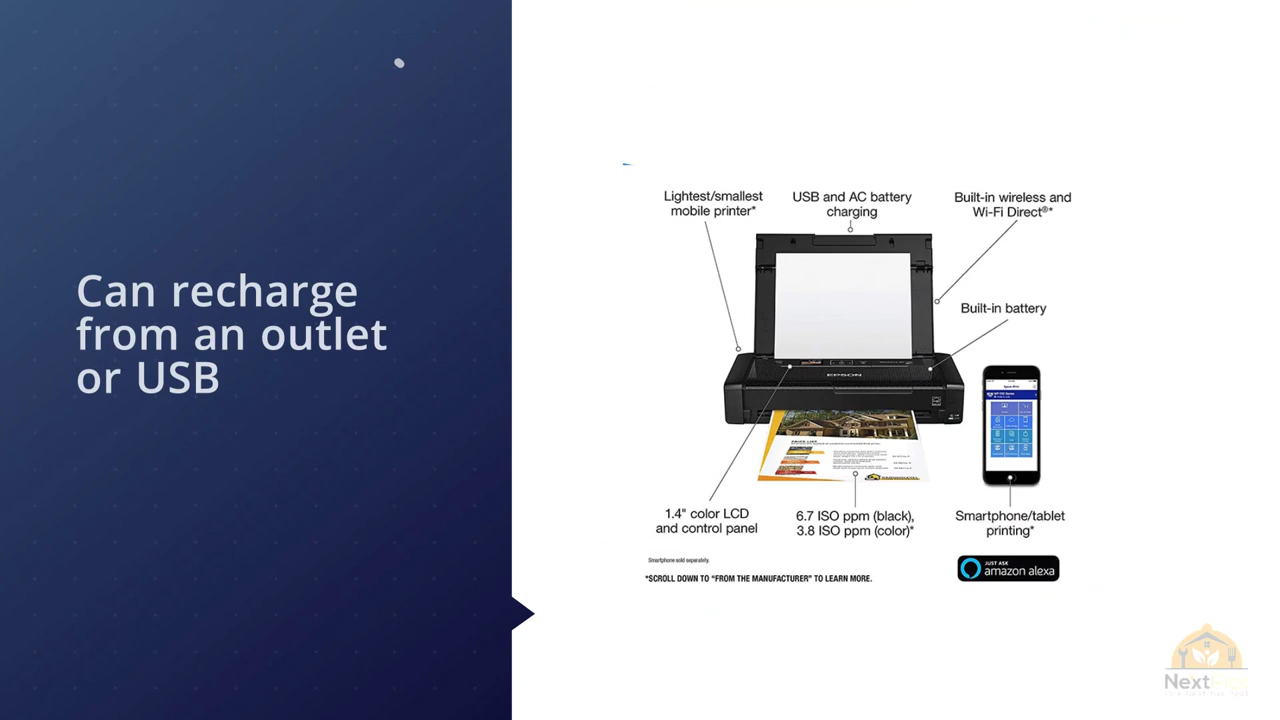 Can recharge
from an outlet
or USB
Lightest/smallest
mobile printer*
USB and AC battery
charging
Built-in wireless and
Wi-Fi Direct®*
Built-in battery
EPSON
PRICE LIST
1.4" color LCD
and control panel
6.7 ISO ppm (black),
3.8 ISO ppm (color)*
Smartphone/tablet
printing*
Smartphone sold separately.
*SCROLL DOWN TO “FROM THE MANUFACTURER” TO LEARN MORE.
JUST ASK
amazon alexa
Next